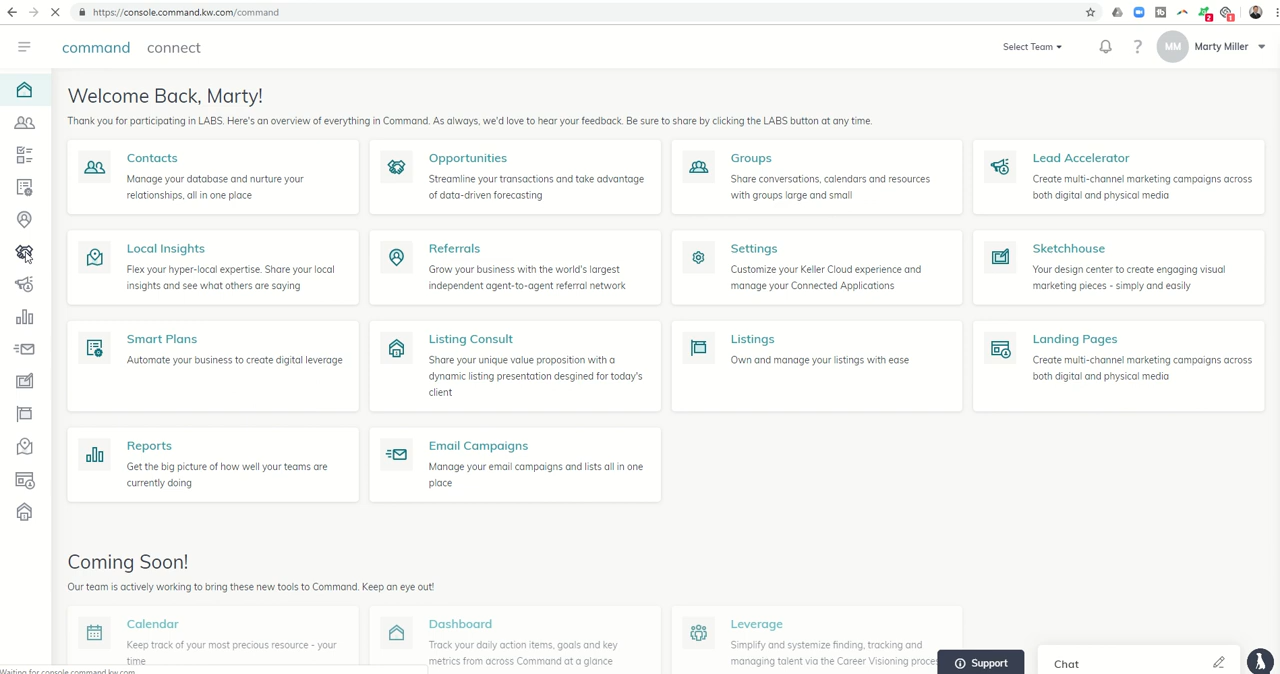 https://console.command.kw.com/command
2
1
command connect
Select Team
?
MM
Marty Miller
Welcome Back, Marty!
Thank you for participating in LABS. Here's an overview of everything in Command. As always, we'd love to hear your feedback. Be sure to share by clicking the LABS button at any time.
Contacts
Manage your database and nurture your
relationships, all in one place
Opportunities
Streamline your transactions and take advantage
of data-driven forecasting
Groups
Share conversations, calendars and resources
with groups large and small
Lead Accelerator
Create multi-channel marketing campaigns across
both digital and physical media
Local Insights
Flex your hyper-local expertise. Share your local
insights and see what others are saying
Referrals
Grow your business with the world's largest
independent agent-to-agent referral network
Settings
Customize your Keller Cloud experience and
manage your Connected Applications
Sketchhouse
Your design center to create engaging visual
marketing pieces - simply and easily
Smart Plans
Automate your business to create digital leverage
Listing Consult
Share your unique value proposition with a
dynamic listing presentation desgined for today's
client
Listings
Own and manage your listings with ease
Landing Pages
Create multi-channel marketing campaigns across
both digital and physical media
Reports
Get the big picture of how well your teams are
currently doing
Email Campaigns
Manage your email campaigns and lists all in one
place
Coming Soon!
Our team is actively working to bring these new tools to Command. Keep an eye out!
Calendar
Keep track of your most precious resource - your
time
Dashboard
Track your daily action items, goals and key
metrics from across Command at a glance
Leverage
Simplify and systemize finding, tracking and
managing talent via the Career Visioning
Support
Chat
Waiting for console.command.kw.com